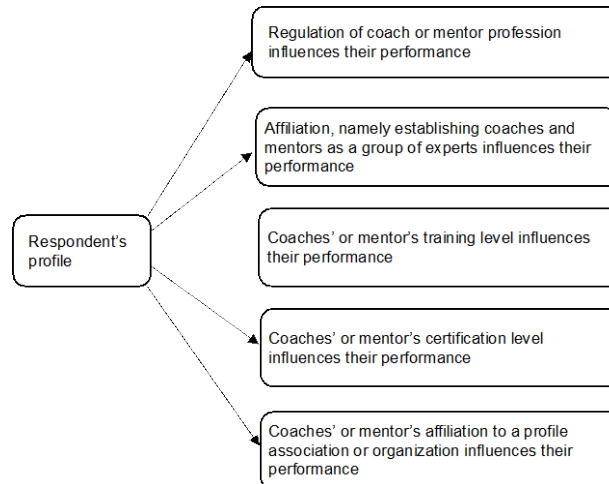 Regulation of coach or mentor profession
influences their performance
Affiliation, namely establishing coaches and
mentors as a group of experts influences their
performance
Respondent's
profile
Coaches' or mentor's training level influences
their performance
Coaches' or mentor's certification level
influences their performance
Coaches' or mentor's affiliation to a profile
association or organization influences their
performance